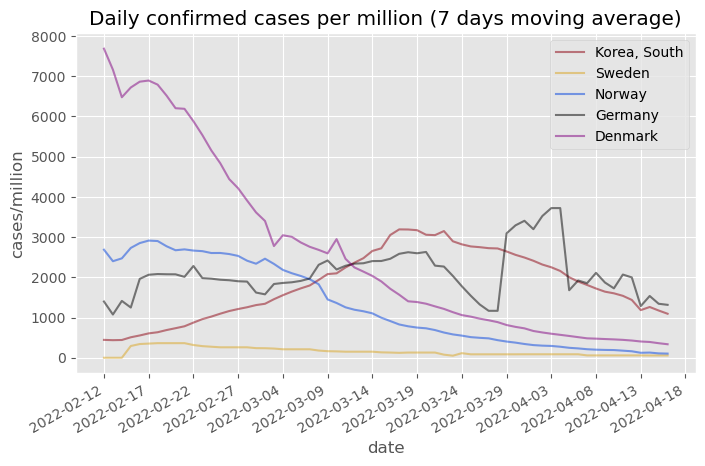 Daily confirmed cases per million (7 days moving average)
Korea, South
Sweden
Norway
Germany
Denmark
cases/million
8000
7000
6000
5000
4000
3000
2000
1000
0
2022-02-12
2022-02-17
2022-02-22
2022-02-27
2022-03-04
2022-03-09
2022-03-14
2022-03-19
2022-03-24
2022-03-29
2022-04-03
2022-04-08
2022-04-13
2022-04-18
date